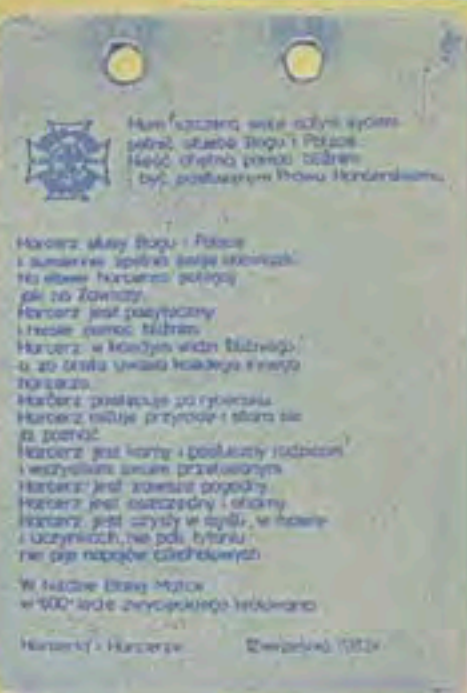 Mam szczerą wolę całym życiem
pełnić służbę Bogu i Polsce
Nieść chętną pomoc bliźnim
i być posłusznym Prawu Harcerskiemu
Harcerz służy Bogu i Polsce
i sumiennie spełnia swoje obowiązki.
Na słowie harcerza polegaj
jak na Zawiszy.
Harcerz jest pożyteczny
i niesie pomoc bliźnim
Harcerz w każdym widzi bliźniego,
a za brata uważa każdego innego
harcerza
Harcerz postępuje po rycersku
Harcerz miłuje przyrodę i stara się
ją poznać
Harcerz jest karny i posłuszny rodzicom
i wszystkim swoim przełożonym
Harcerz jest zawsze pogodny
Harcerz jest oszczędny i ofiarny
Harcerz jest czysty w myśli, w mowie
i uczynkach, nie pali tytoniu
nie pije napojów alkoholowych
W hołdzie Matce
w 600-lecie królowania
Harcerki i Harcerze 1982r